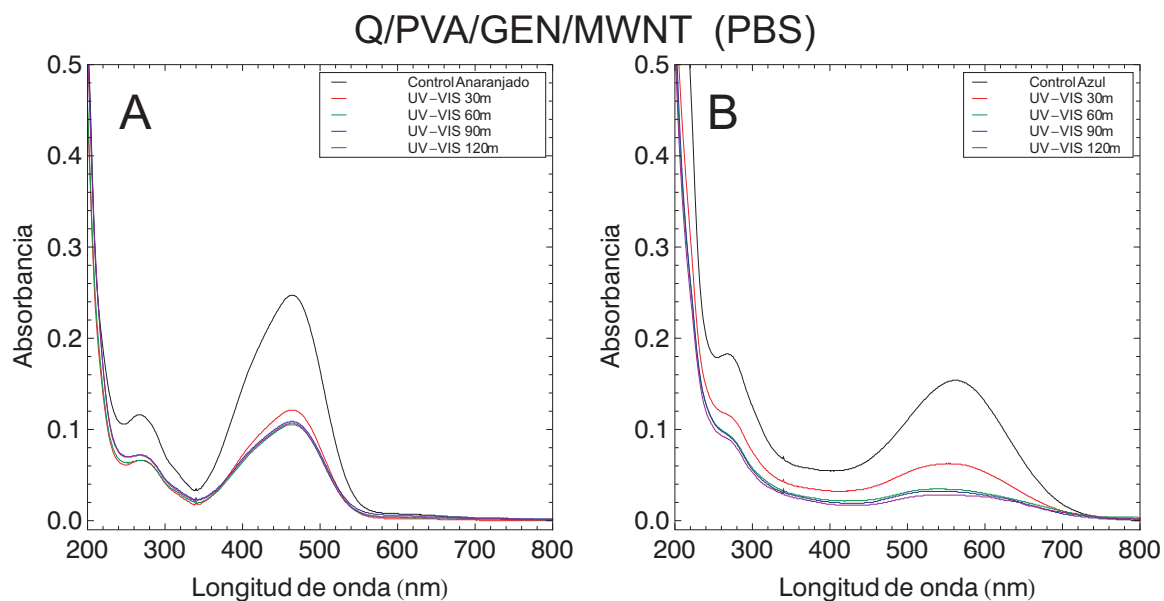 Q/PVA/GEN/MWNT (PBS)
A
Control Anaranjado
UV–VIS 30m
UV–VIS 60m
UV–VIS 90m
UV–VIS 120m
0.5
0.4
0.3
0.2
0.1
0.0
Absorbancia
200 300 400 500 600 700 800
Longitud de onda (nm)
B
Control Azul
UV–VIS 30m
UV–VIS 60m
UV–VIS 90m
UV–VIS 120m
0.5
0.4
0.3
0.2
0.1
0.0
Absorbancia
200 300 400 500 600 700 800
Longitud de onda (nm)